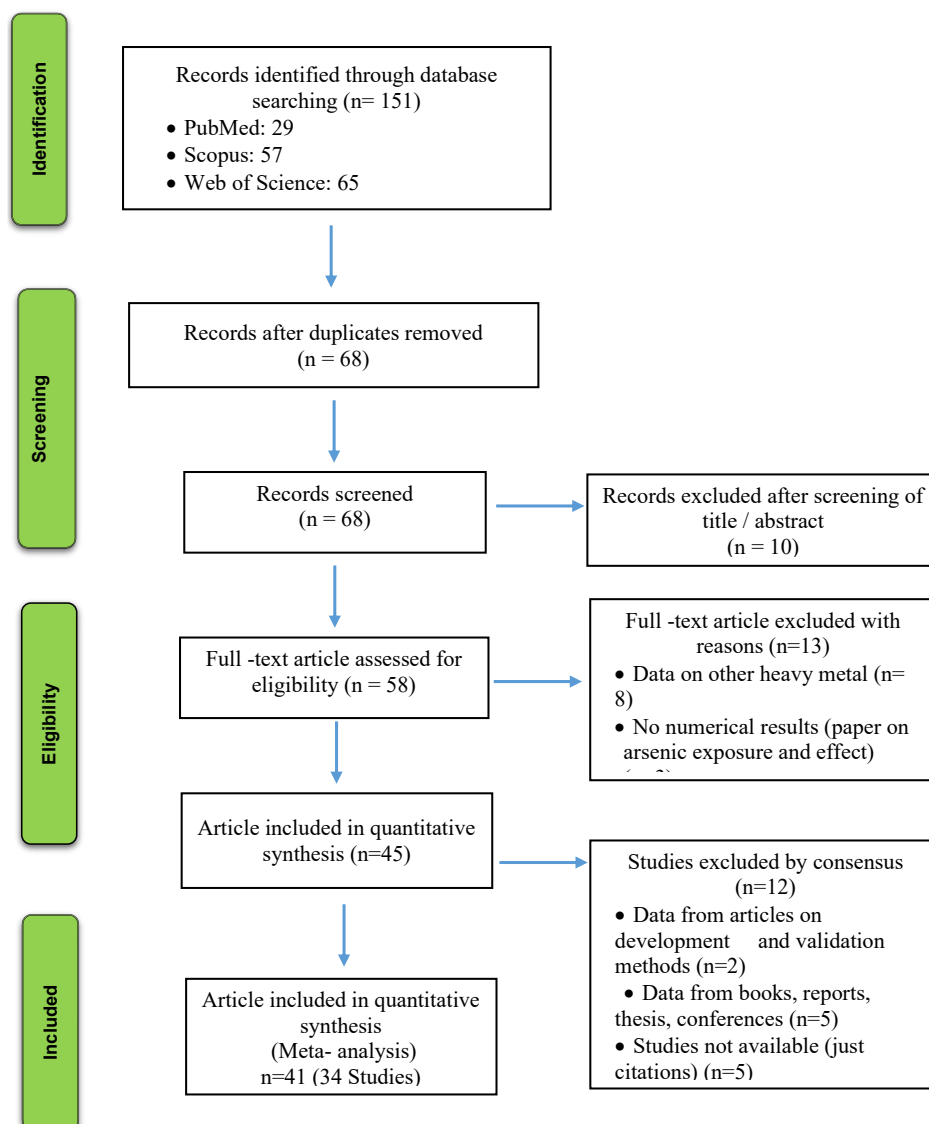 Identification
Records identified through database
searching (n= 151)
• PubMed: 29
• Scopus: 57
• Web of Science: 65
Screening
Records after duplicates removed
(n = 68)
Records screened
(n = 68)
Records excluded after screening of
title / abstract
(n = 10)
Eligibility
Full -text article assessed for
eligibility (n = 58)
Full -text article excluded with
reasons (n=13)
• Data on other heavy metal (n=
8)
• No numerical results (paper on
arsenic exposure and effect)
Article included in quantitative
synthesis (n=45)
Studies excluded by consensus
(n=12)
• Data from articles on
development and validation
methods (n=2)
• Data from books, reports,
thesis, conferences (n=5)
• Studies not available (just
citations) (n=5)
Included
Article included in quantitative
synthesis
(Meta- analysis)
n=41 (34 Studies)